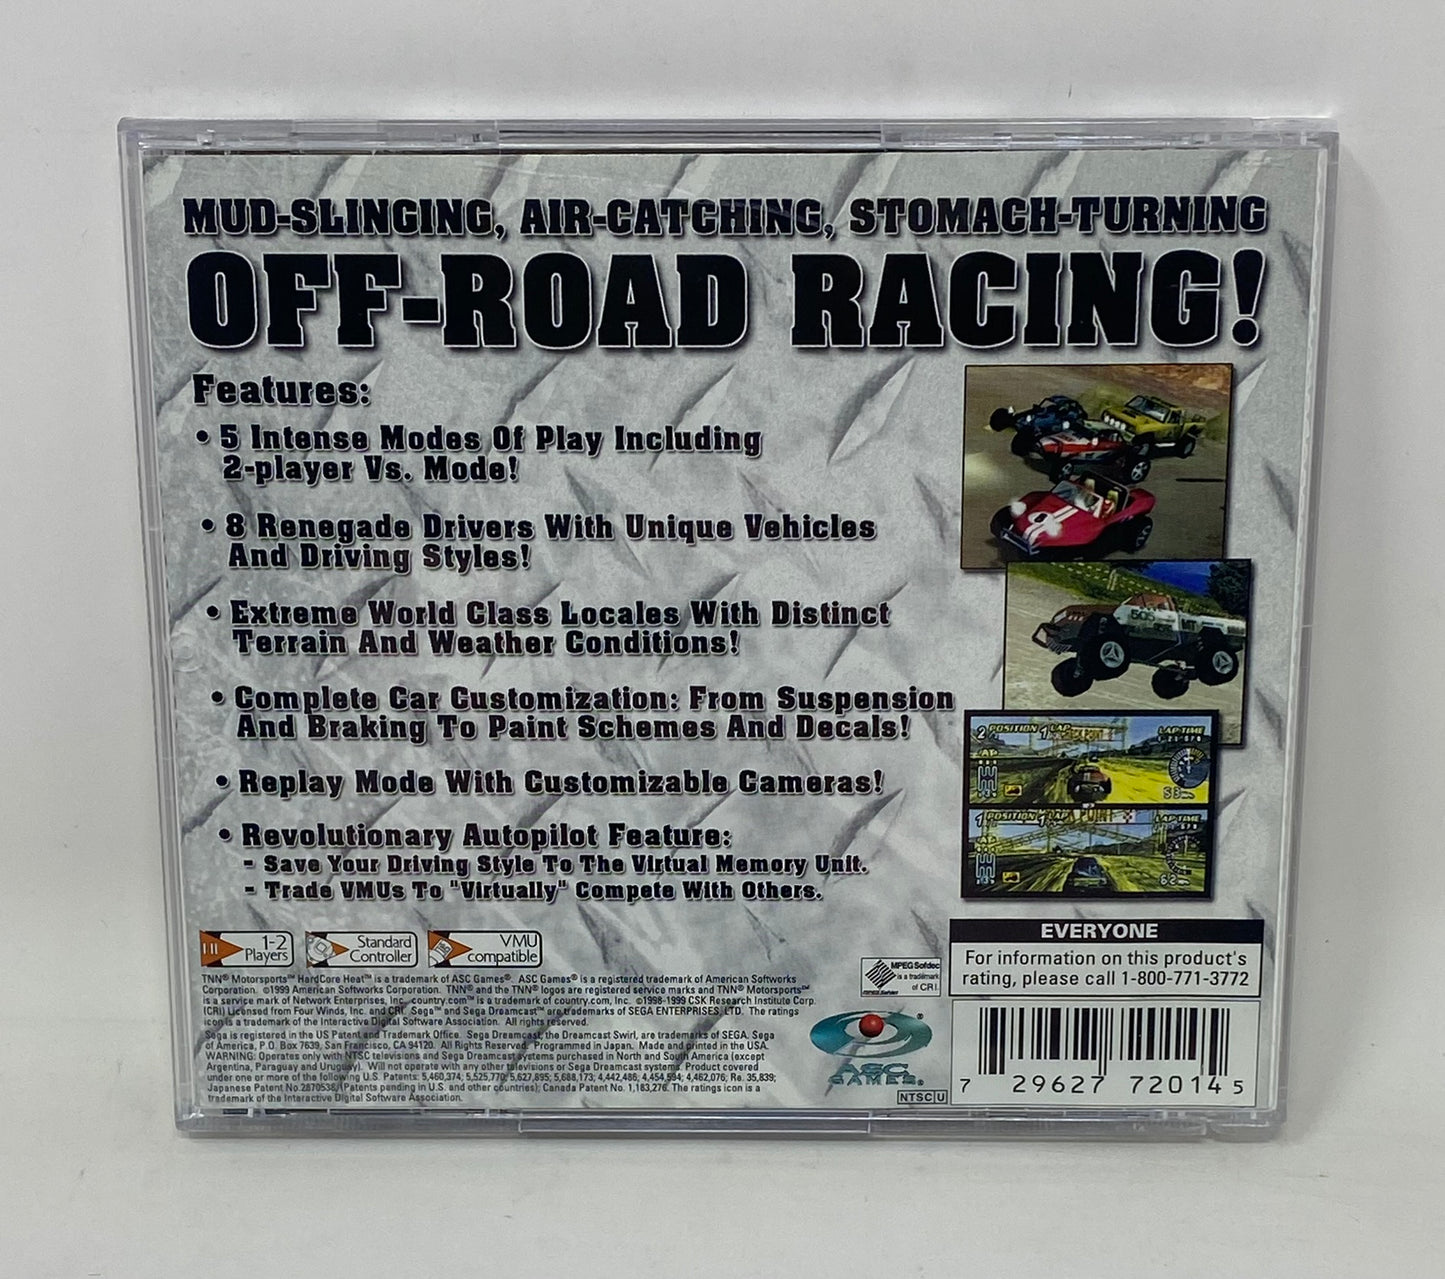 MUD-SLINGING, AIR-CATCHING, STOMACH-TURNING
OFF-ROAD RACING!
Features:
• 5 Intense Modes Of Play Including
2-player Vs. Mode!
• 8 Renegade Drivers With Unique Vehicles
And Driving Styles!
• Extreme World Class Locales With Distinct
Terrain And Weather Conditions!
• Complete Car Customization: From Suspension
And Braking To Paint Schemes And Decals!
• Replay Mode With Customizable Cameras!
• Revolutionary Autopilot Feature:
- Save Your Driving Style To The Virtual Memory Unit.
- Trade VMUs To "Virtually" Compete With Others.
2 POSITION 1 LAP
LAP TIME
53
1 POSITION 1 LAP
POINT
LAP TIME
62
1-2
Players
Standard
Controller
VMU
compatible
TNN® Motorsports™ HardCore Heat™ is a trademark of ASC Games®. ASC Games® is a registered trademark of American Softworks
Corporation. ©1999 American Softworks Corporation. TNN® and the TNN® logos are registered service marks and TNN® Motorsports™
is a service mark of Network Enterprises, Inc. country.com™ is a trademark of country.com, Inc. ©1998-1999 CSK Research Institute Corp.
(CRI) Licensed from Four Winds, Inc. and CRI. Sega™ and Sega Dreamcast™ are trademarks of SEGA ENTERPRISES, LTD. The ratings
icon is a trademark of the Interactive Digital Software Association. All rights reserved.
Sega is registered in the US Patent and Trademark Office. Sega Dreamcast, the Dreamcast Swirl, are trademarks of SEGA. Sega
of America, P.O. Box 7639, San Francisco, CA 94120. All Rights Reserved. Programmed in Japan. Made and printed in the USA.
WARNING: Operates only with NTSC televisions and Sega Dreamcast systems purchased in North and South America (except
Argentina, Paraguay and Uruguay). Will not operate with any other televisions or Sega Dreamcast systems. Product covered
under one or more of the following U.S. Patents: 5,460,374; 5,525,770; 5,627,895; 5,688,173; 4,442,486; 4,454,594; 4,462,076; Re. 35,839;
Japanese Patent No. 2870538, (Patents pending in U.S. and other countries); Canada Patent No. 1,183,276. The ratings icon is a
trademark of the Interactive Digital Software Association.
MPEG Sofdec
is a trademark
of CRI.
ASC
GAMES®
NTSC U
EVERYONE
For information on this product's
rating, please call 1-800-771-3772
7 29627 72014 5